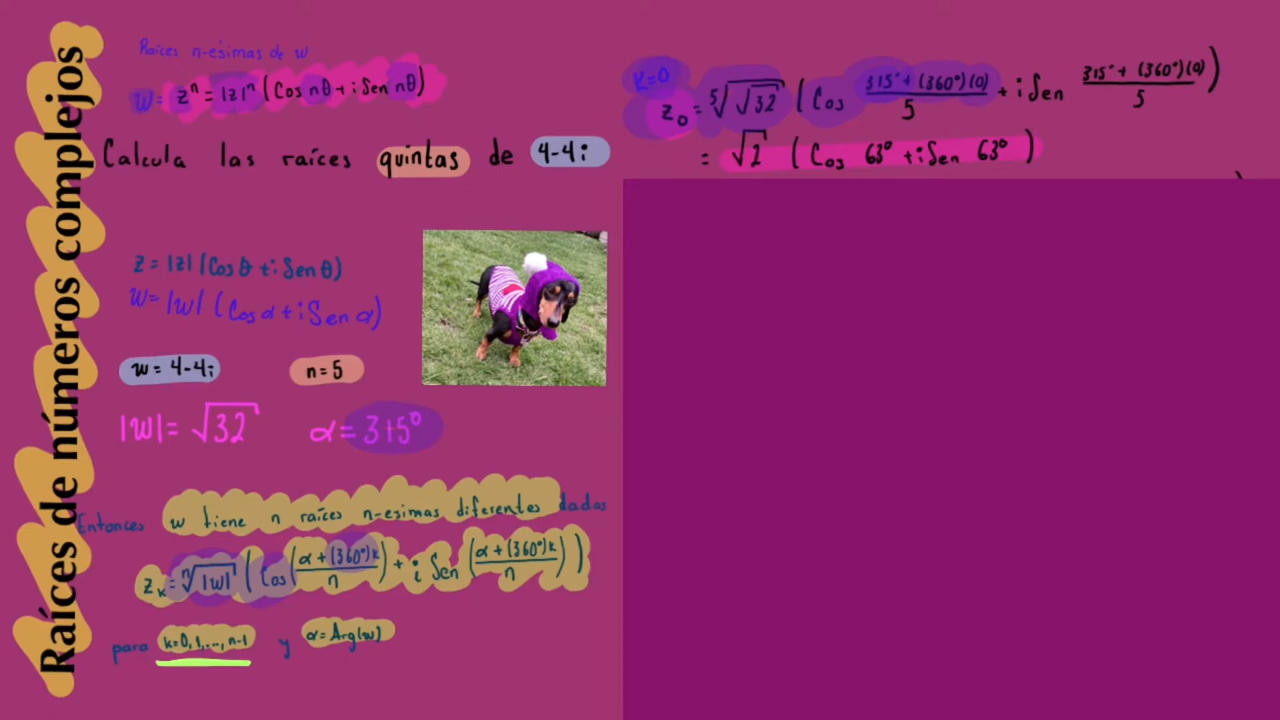 Raíces de números complejos
Raíces n-ésimas de w
w = zⁿ = |z|ⁿ (Cos nθ + i Sen nθ)
Calcula las raíces quintas de 4-4i
z = |z| (Cos θ + i Sen θ)
w = |w| (Cos α + i Sen α)
w = 4-4i n = 5
|w| = √32 α = 315°
Entonces w tiene n raíces n-esimas diferentes dadas
zₖ = ⁿ√|w| (Cos (α + (360°)k / n) + i Sen (α + (360°)k / n))
para k=0, 1, ..., n-1 y α = Arg(w)
K=0
z₀ = ⁵√√32 (Cos 315° + (360°)(0) / 5 + i Sen 315° + (360°)(0) / 5)
= √2 (Cos 63° + i Sen 63°)